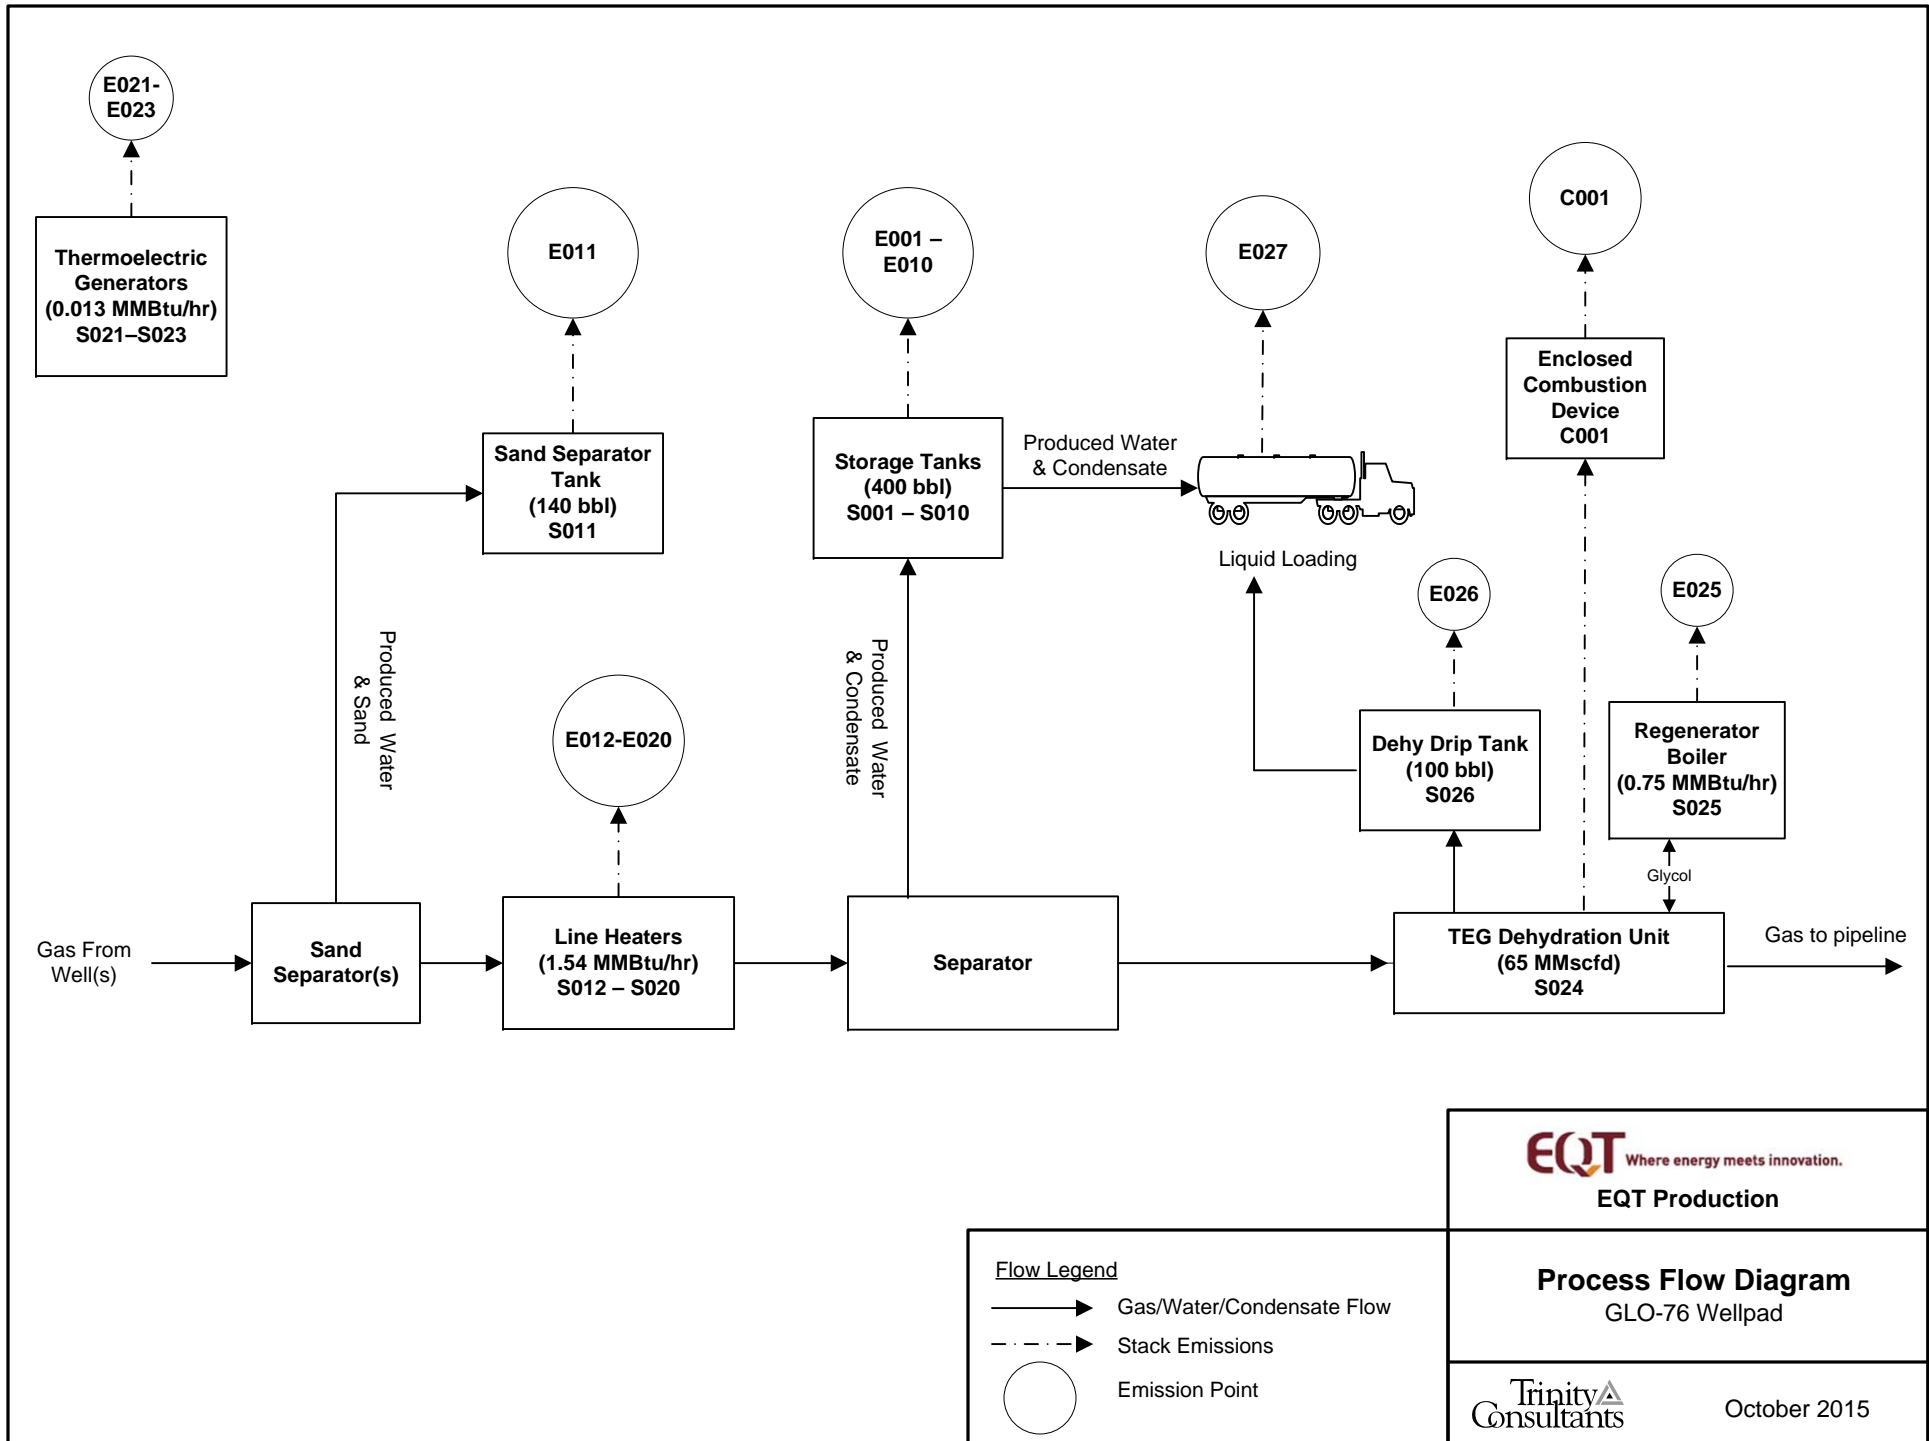 E021-
E023
Thermoelectric
Generators
(0.013 MMBtu/hr)
S021–S023
E011
Sand Separator
Tank
(140 bbl)
S011
E001 –
E010
Storage Tanks
(400 bbl)
S001 – S010
Produced Water
& Condensate
E027
Liquid Loading
C001
Enclosed
Combustion
Device
C001
E026
Dehy Drip Tank
(100 bbl)
S026
E025
Regenerator
Boiler
(0.75 MMBtu/hr)
S025
Glycol
Produced Water
& Sand
E012-E020
Produced Water
& Condensate
Gas From
Well(s)
Sand
Separator(s)
Line Heaters
(1.54 MMBtu/hr)
S012 – S020
Separator
TEG Dehydration Unit
(65 MMscfd)
S024
Gas to pipeline
EQT Where energy meets innovation.
EQT Production
Flow Legend
Gas/Water/Condensate Flow
Stack Emissions
Emission Point
Process Flow Diagram
GLO-76 Wellpad
Trinity
Consultants
October 2015